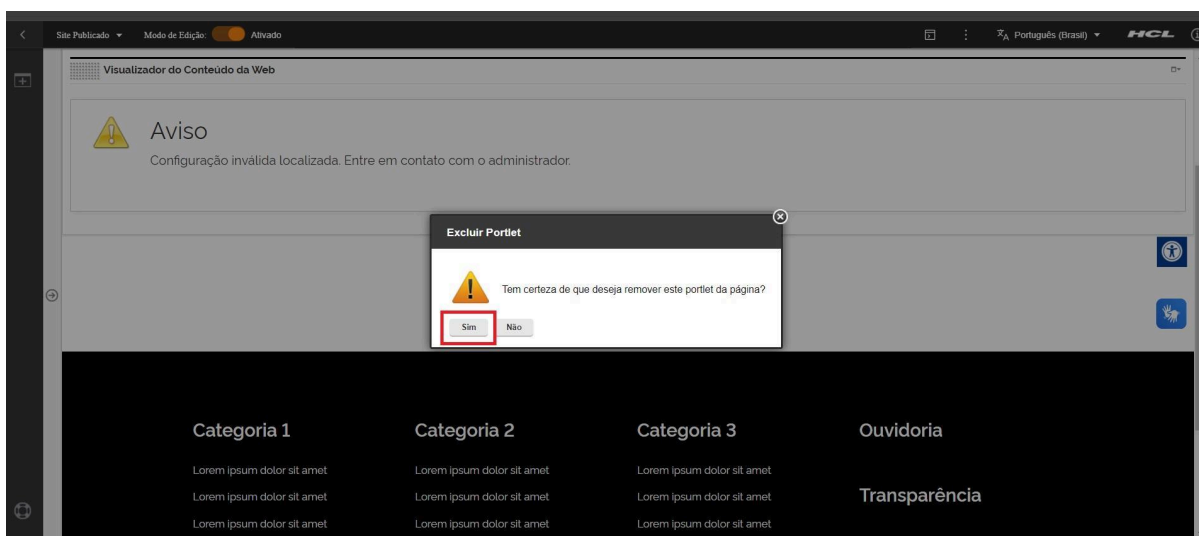 Site Publicado Modo de Edição: Ativado Português (Brasil) HCL
Visualizador do Conteúdo da Web
Aviso
Configuração inválida localizada. Entre em contato com o administrador.
Excluir Portlet
Tem certeza de que deseja remover este portlet da página?
Sim Não
Categoria 1 Categoria 2 Categoria 3 Ouvidoria
Lorem ipsum dolor sit amet Lorem ipsum dolor sit amet Lorem ipsum dolor sit amet
Lorem ipsum dolor sit amet Lorem ipsum dolor sit amet Lorem ipsum dolor sit amet Transparência
Lorem ipsum dolor sit amet Lorem ipsum dolor sit amet Lorem ipsum dolor sit amet